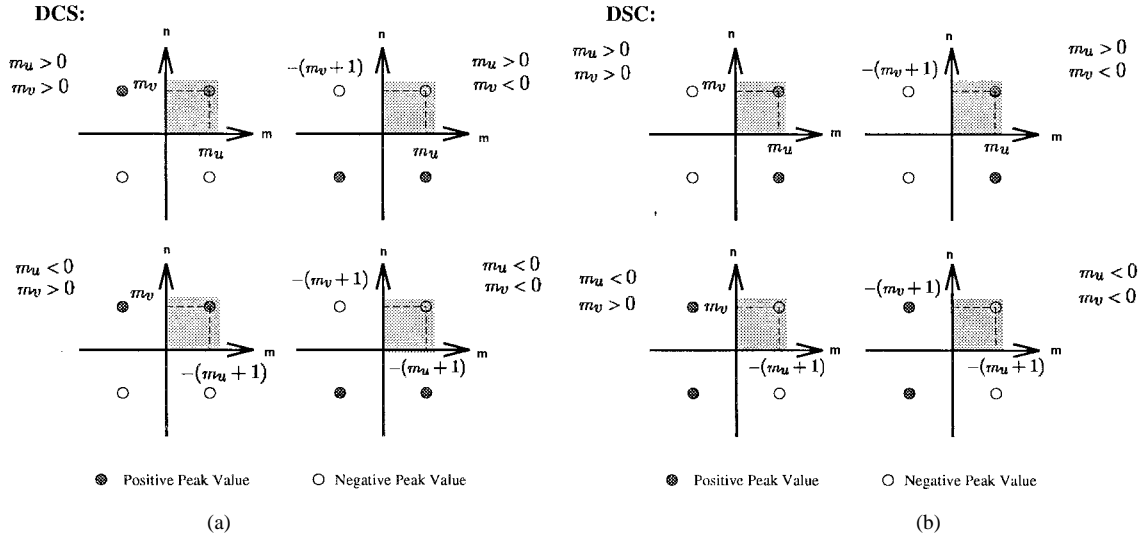 DCS:
m_u > 0
m_v > 0
n
m_v
m
m_u
n
−(m_v + 1)
m_u > 0
m_v < 0
m
m_u
m_u < 0
m_v > 0
n
m_v
m
−(m_u + 1)
n
−(m_v + 1)
m_u < 0
m_v < 0
m
−(m_u + 1)
Positive Peak Value
Negative Peak Value
(a)
DSC:
m_u > 0
m_v > 0
n
m_v
m
m_u
n
−(m_v + 1)
m_u > 0
m_v < 0
m
m_u
m_u < 0
m_v > 0
n
m_v
m
−(m_u + 1)
n
−(m_v + 1)
m_u < 0
m_v < 0
m
−(m_u + 1)
Positive Peak Value
Negative Peak Value
(b)